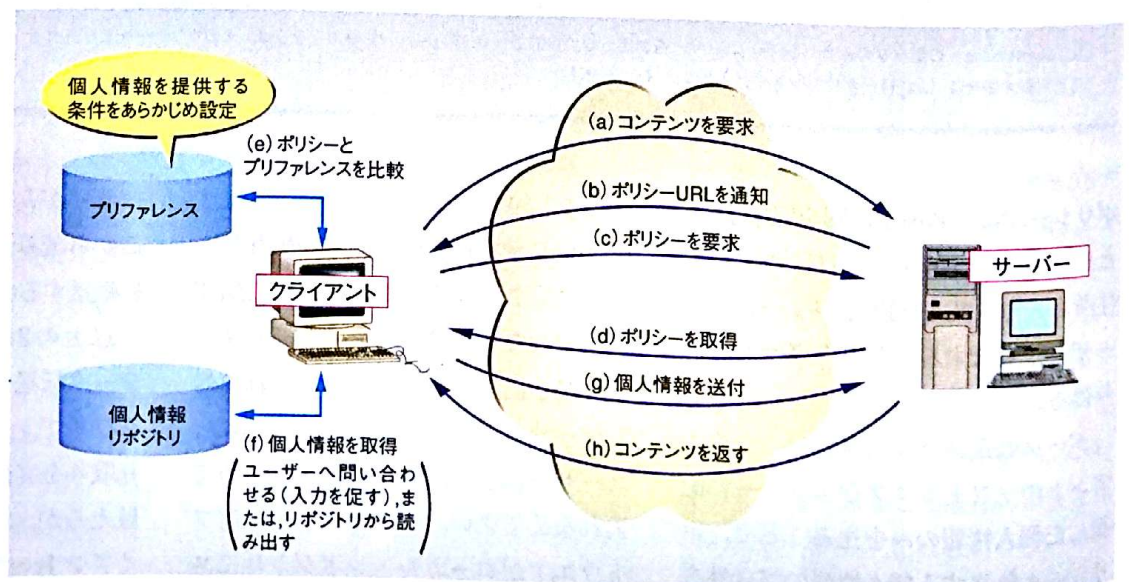 個人情報を提供する
条件をあらかじめ設定
(e)ポリシーと
プリファレンスを比較
プリファレンス
クライアント
個人情報
リポジトリ
(f)個人情報を取得
(ユーザーへ問い合わ
せる(入力を促す),ま
たは,リポジトリから読
み出す)
(a)コンテンツを要求
(b)ポリシーURLを通知
(c)ポリシーを要求
(d)ポリシーを取得
(g)個人情報を送付
(h)コンテンツを返す
サーバー